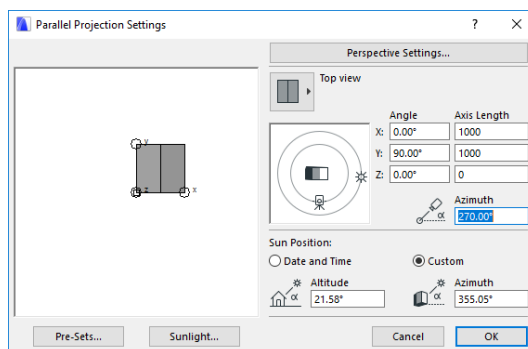 Parallel Projection Settings ? ✕
Perspective Settings...
Top view
Angle Axis Length
X: 0.00° 1000
Y: 90.00° 1000
Z: 0.00° 0
Azimuth
α 270.00°
Sun Position:
Date and Time Custom
Altitude Azimuth
α 21.58° α 355.05°
y
z x
Pre-Sets... Sunlight... Cancel OK